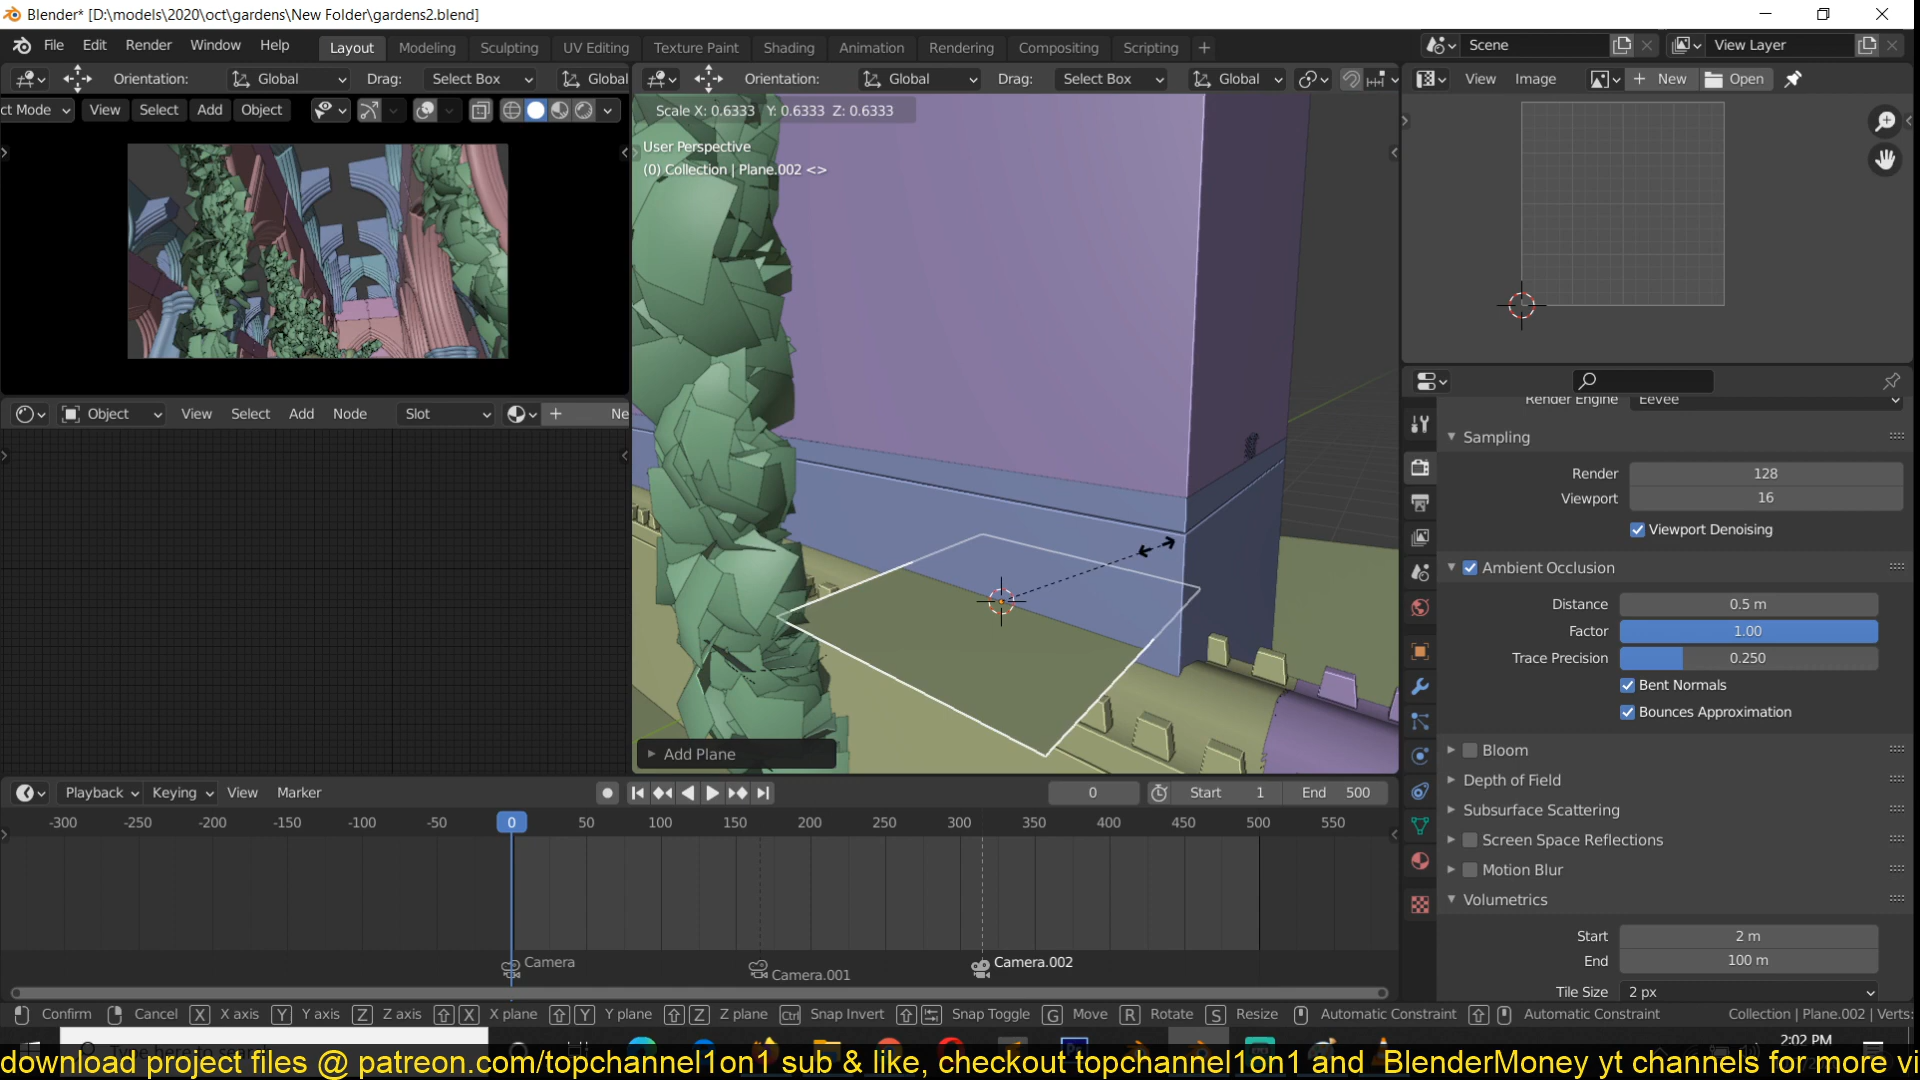 Blender* [D:\models\2020\oct\gardens\New Folder\gardens2.blend]
File Edit Render Window Help Layout Modeling Sculpting UV Editing Texture Paint Shading Animation Rendering Compositing Scripting + Scene View Layer
Orientation: Global Drag: Select Box Global Orientation: Global Drag: Select Box Global View Image New Open
ct Mode View Select Add Object
Scale X: 0.6333 Y: 0.6333 Z: 0.6333
User Perspective
(0) Collection | Plane.002 <>
Render Engine Eevee
Sampling
Render 128
Viewport 16
Viewport Denoising
Ambient Occlusion
Distance 0.5 m
Factor 1.00
Trace Precision 0.250
Bent Normals
Bounces Approximation
Bloom
Depth of Field
Subsurface Scattering
Screen Space Reflections
Motion Blur
Volumetrics
Start 2 m
End 100 m
Tile Size 2 px
Object View Select Add Node Slot Ne
Add Plane
Playback Keying View Marker 0 Start 1 End 500
-300 -250 -200 -150 -100 -50 0 50 100 150 200 250 300 350 400 450 500 550
Camera Camera.001 Camera.002
Confirm Cancel X X axis Y Y axis Z Z axis X X plane Y Y plane Z Z plane Ctrl Snap Invert Snap Toggle G Move R Rotate S Resize Automatic Constraint Automatic Constraint Collection | Plane.002 | Verts:
2:02 PM
download project files @ patreon.com/topchannel1on1 sub & like, checkout topchannel1on1 and BlenderMoney yt channels for more vi